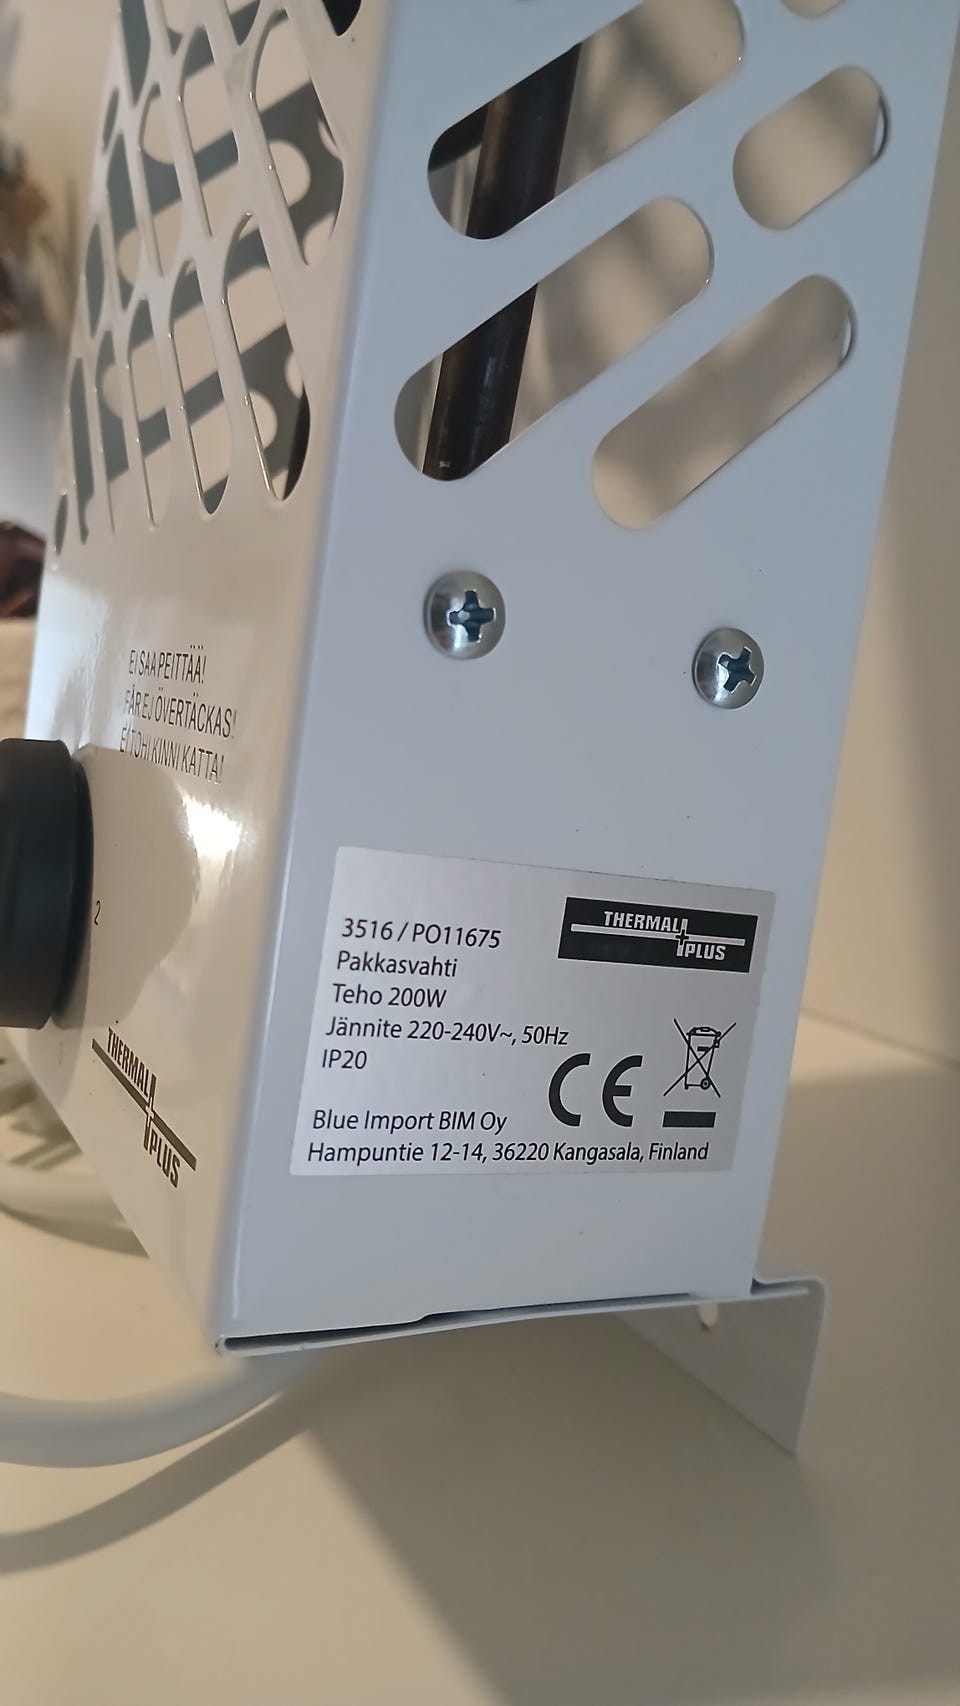 EI SAA PEITTÄÄ!
FÅR EJ ÖVERTÄCKAS!
EI TOHI KINNI KATTA!
2
THERMAL
PLUS
3516 / PO11675
Pakkasvahti
Teho 200W
Jännite 220-240V~, 50Hz
IP20
THERMAL
PLUS
CE
Blue Import BIM Oy
Hampuntie 12-14, 36220 Kangasala, Finland